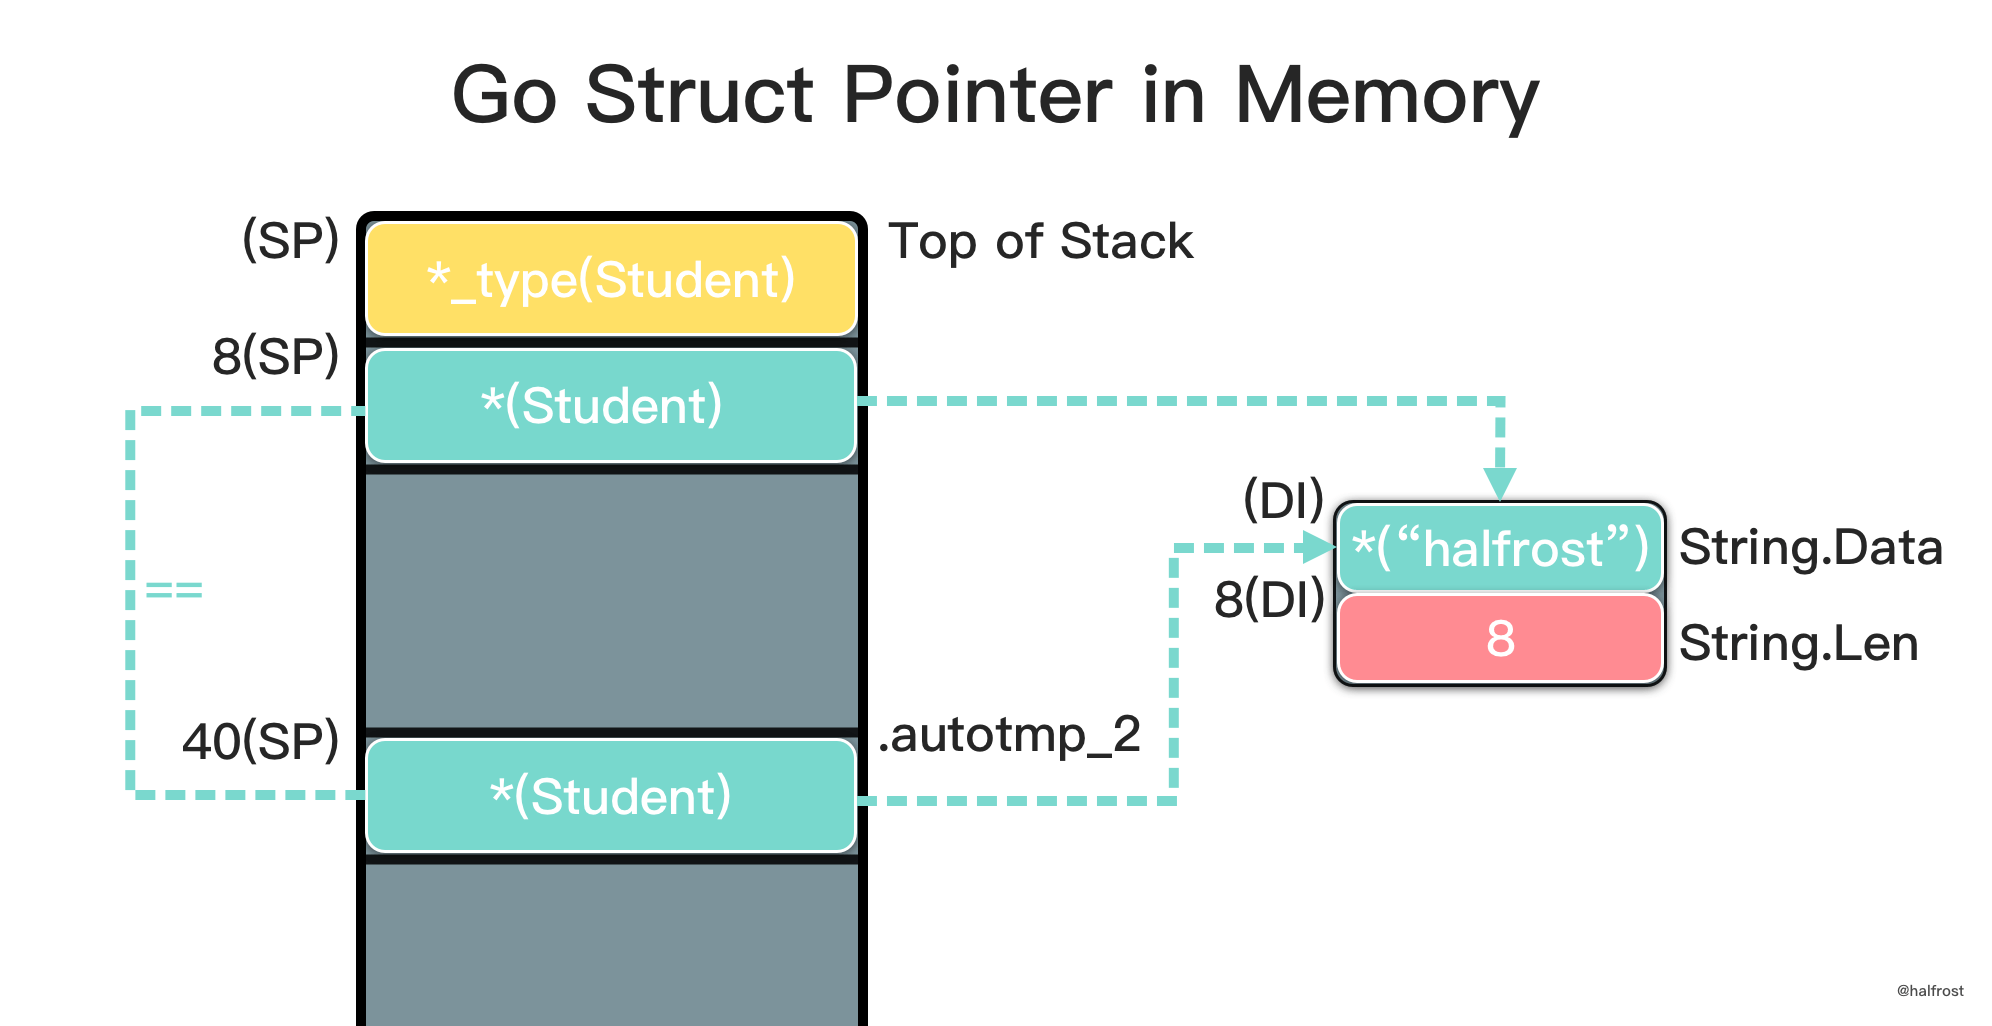 Go Struct Pointer in Memory
(SP)
Top of Stack
*_type(Student)
8(SP)
*(Student)
(DI)
*(“halfrost”)
String.Data
==
8(DI)
8
String.Len
40(SP)
.autotmp_2
*(Student)
@halfrost